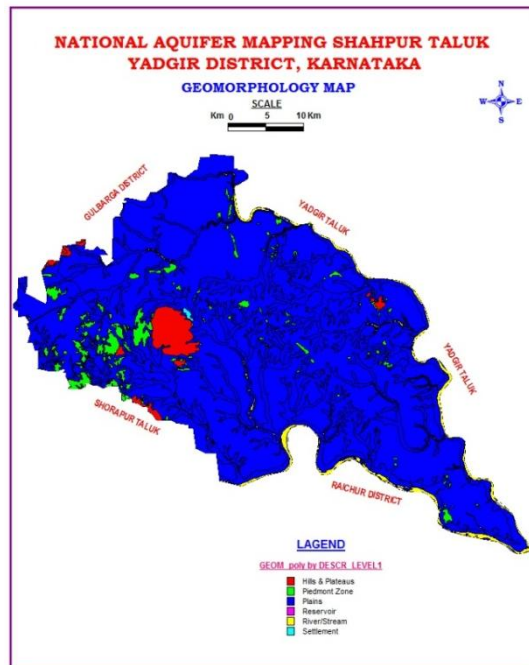 NATIONAL AQUIFER MAPPING SHAHPUR TALUK
YADGIR DISTRICT, KARNATAKA
GEOMORPHOLOGY MAP
SCALE
Km 0 5 10 Km
N
W E
S
GULBARGA DISTRICT
YADGIR TALUK
YADGIR TALUK
SHORAPUR TALUK
RAICHUR DISTRICT
LAGEND
GEOM_poly by DESCR_LEVEL1
Hills & Plateaus
Piedmont Zone
Plains
Reservoir
River/Stream
Settlement